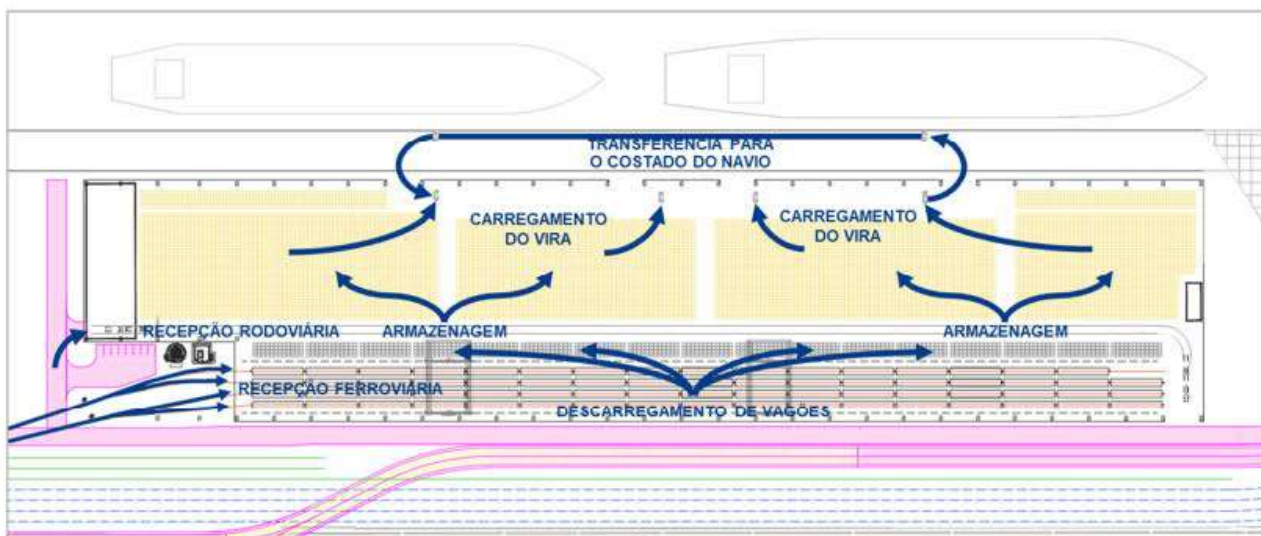 TRANSFERÊNCIA PARA
O COSTADO DO NAVIO
CARREGAMENTO
DO VIRA
CARREGAMENTO
DO VIRA
RECEPÇÃO RODOVIÁRIA
ARMAZENAGEM
ARMAZENAGEM
RECEPÇÃO FERROVIÁRIA
DESCARREGAMENTO DE VAGÕES